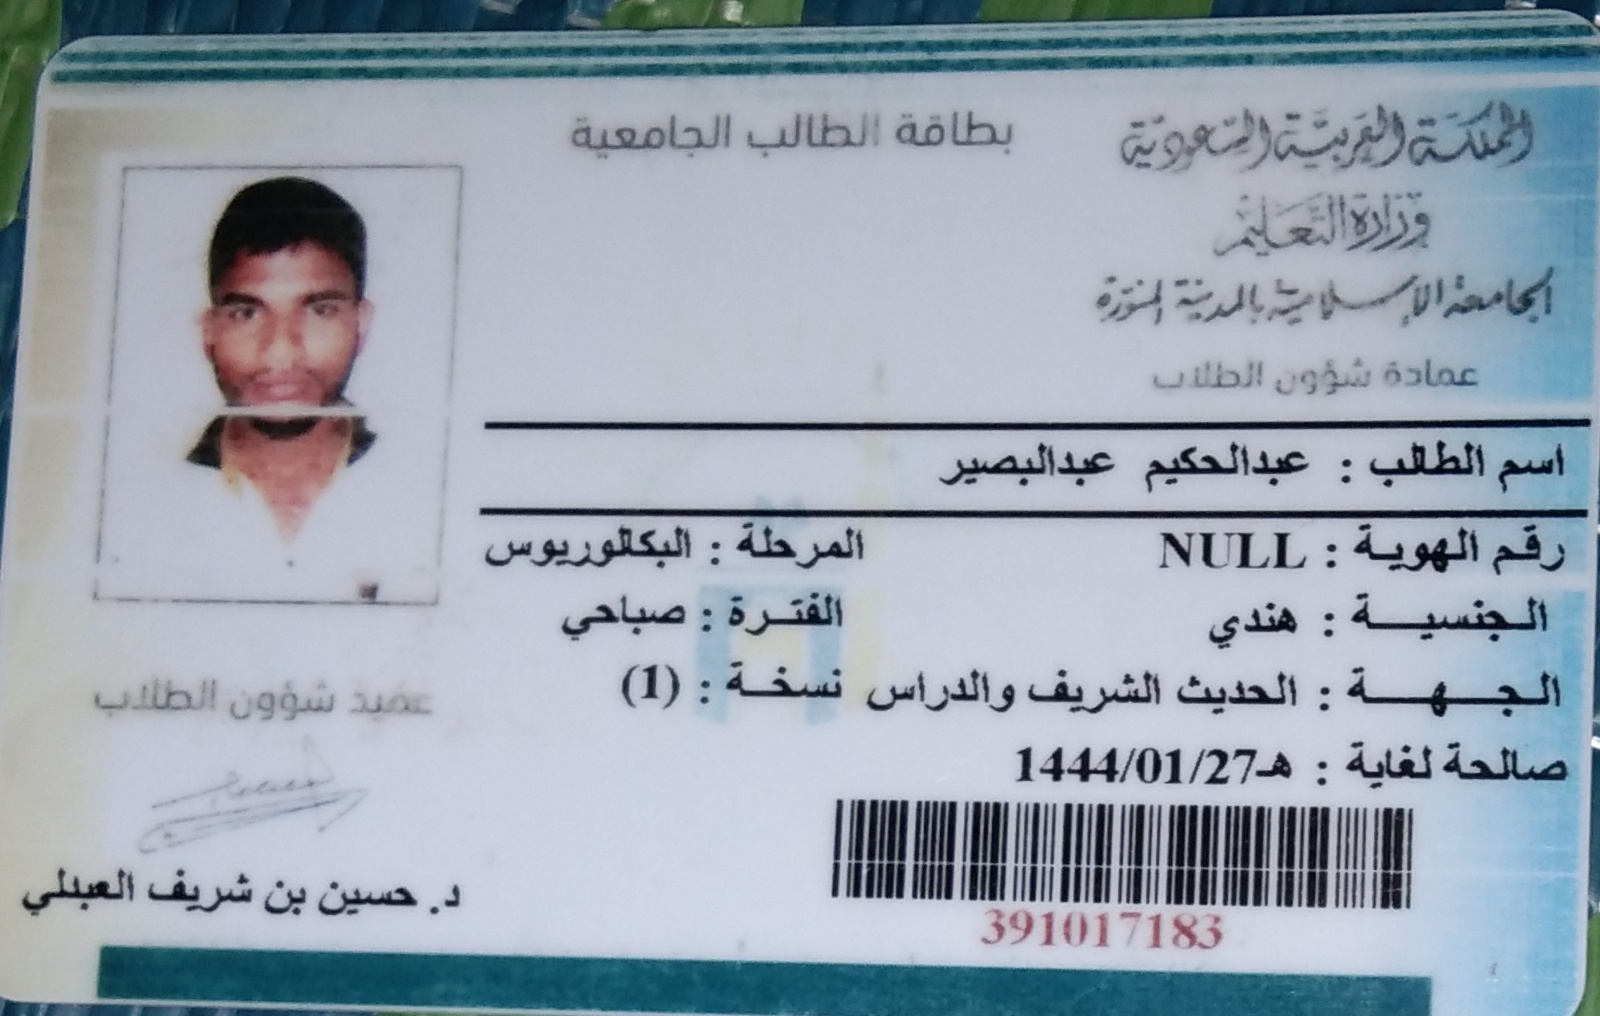 بطاقة الطالب الجامعية
المملكة العربية السعودية
وزارة التعليم
الجامعة الإسلامية بالمدينة المنورة
عمادة شؤون الطلاب
اسم الطالب : عبدالحكيم عبدالبصير
رقم الهوية : NULL المرحلة : البكالوريوس
الجنسية : هندي الفترة : صباحي
الجهة : الحديث الشريف والدراس نسخة : (1)
صالحة لغاية : 1444/01/27هـ
391017183
عميد شؤون الطلاب
د. حسين بن شريف العبدلي